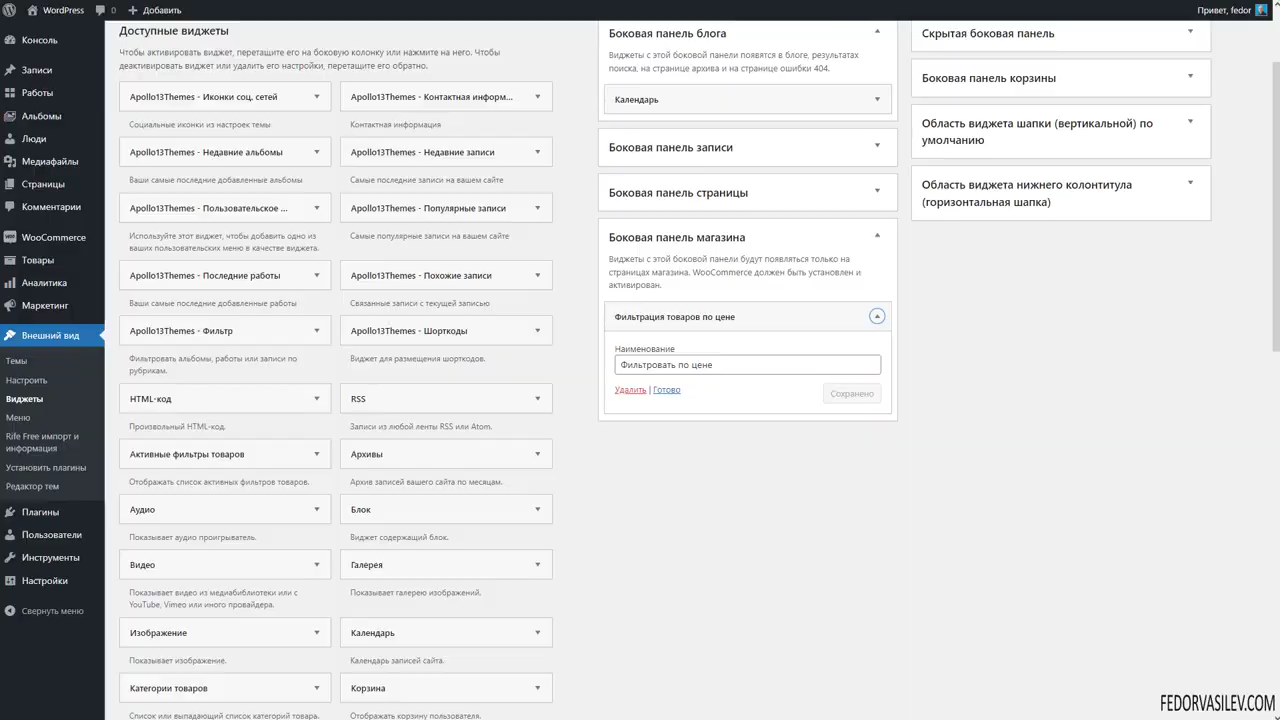 WordPress
0
Добавить
Привет, fedor
Консоль
Записи
Работы
Альбомы
Люди
Медиафайлы
Страницы
Комментарии
WooCommerce
Товары
Аналитика
Маркетинг
Внешний вид
Темы
Настроить
Виджеты
Меню
Rife Free импорт и
информация
Установить плагины
Редактор тем
Плагины
Пользователи
Инструменты
Настройки
Свернуть меню
Доступные виджеты
Чтобы активировать виджет, перетащите его на боковую колонку или нажмите на него. Чтобы
деактивировать виджет или удалить его настройки, перетащите его обратно.
Apollo13Themes - Иконки соц. сетей
Социальные иконки из настроек темы
Apollo13Themes - Контактная информ...
Контактная информация
Apollo13Themes - Недавние альбомы
Ваши самые последние добавленные альбомы
Apollo13Themes - Недавние записи
Самые последние записи на вашем сайте
Apollo13Themes - Пользовательское ...
Используйте этот виджет, чтобы добавить одно из
ваших пользовательских меню в качестве виджета.
Apollo13Themes - Популярные записи
Самые популярные записи на вашем сайте
Apollo13Themes - Последние работы
Ваши самые последние добавленные работы
Apollo13Themes - Похожие записи
Связанные записи с текущей записью
Apollo13Themes - Фильтр
Фильтровать альбомы, работы или записи по
рубрикам.
Apollo13Themes - Шорткоды
Виджет для размещения шорткодов.
HTML-код
Произвольный HTML-код.
RSS
Записи из любой ленты RSS или Atom.
Активные фильтры товаров
Отображать список активных фильтров товаров.
Архивы
Архив записей вашего сайта по месяцам.
Аудио
Показывает аудио проигрыватель.
Блок
Виджет содержащий блок.
Видео
Показывает видео из медиабиблиотеки или с
YouTube, Vimeo или иного провайдера.
Галерея
Показывает галерею изображений.
Изображение
Показывает изображение.
Календарь
Календарь записей сайта.
Категории товаров
Список или выпадающий список категорий товара.
Корзина
Отображать корзину пользователя.
Боковая панель блога
Виджеты с этой боковой панели появятся в блоге, результатах
поиска, на странице архива и на странице ошибки 404.
Календарь
Боковая панель записи
Боковая панель страницы
Боковая панель магазина
Виджеты с этой боковой панели будут появляться только на
страницах магазина. WooCommerce должен быть установлен и
активирован.
Фильтрация товаров по цене
Наименование
Фильтровать по цене
Удалить | Готово
Сохранено
Скрытая боковая панель
Боковая панель корзины
Область виджета шапки (вертикальной) по
умолчанию
Область виджета нижнего колонтитула
(горизонтальная шапка)
FEDORVASILEV.COM